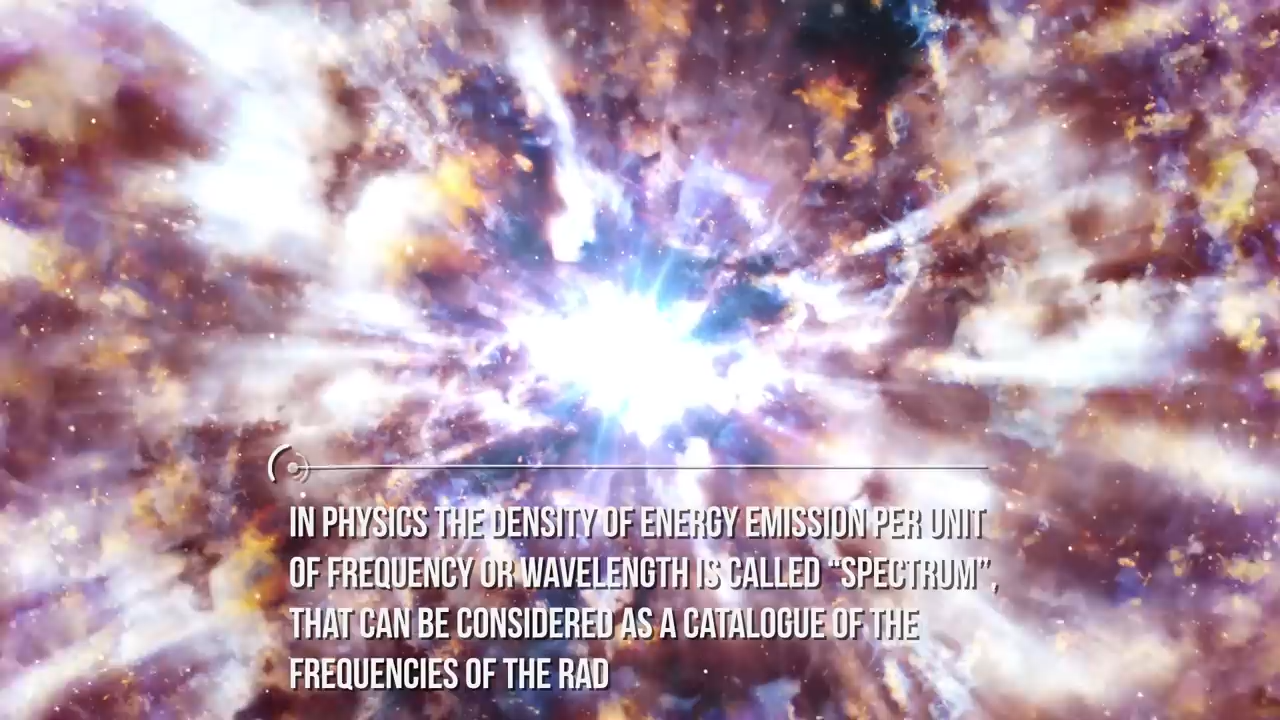 IN PHYSICS THE DENSITY OF ENERGY EMISSION PER UNIT
OF FREQUENCY OR WAVELENGTH IS CALLED “SPECTRUM”,
THAT CAN BE CONSIDERED AS A CATALOGUE OF THE
FREQUENCIES OF THE RAD